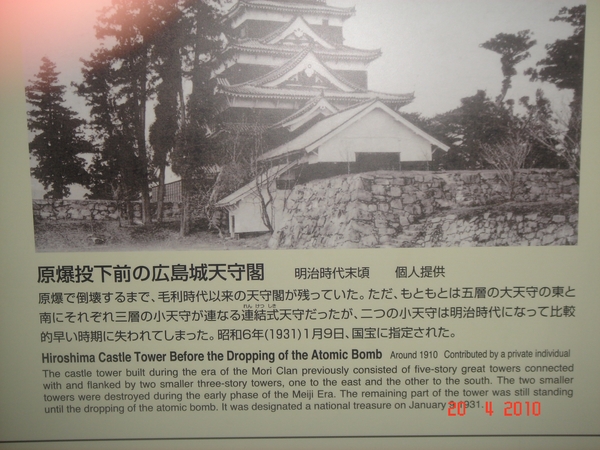 原爆投下前の広島城天守閣　明治時代末頃　個人提供
原爆で倒壊するまで、毛利時代以来の天守閣が残っていた。ただ、もともとは五層の大天守の東と
南にそれぞれ三層の小天守が連なる連結式天守だったが、二つの小天守は明治時代になって比較
れん けつ しき
的早い時期に失われてしまった。昭和6年(1931)1月9日、国宝に指定された。
Hiroshima Castle Tower Before the Dropping of the Atomic Bomb Around 1910 Contributed by a private individual
The castle tower built during the era of the Mori Clan previously consisted of five-story great towers connected
with and flanked by two smaller three-story towers, one to the east and the other to the south. The two smaller
towers were destroyed during the early phase of the Meiji Era. The remaining part of the tower was still standing
until the dropping of the atomic bomb. It was designated a national treasure on January 9 1931.
20 4 2010